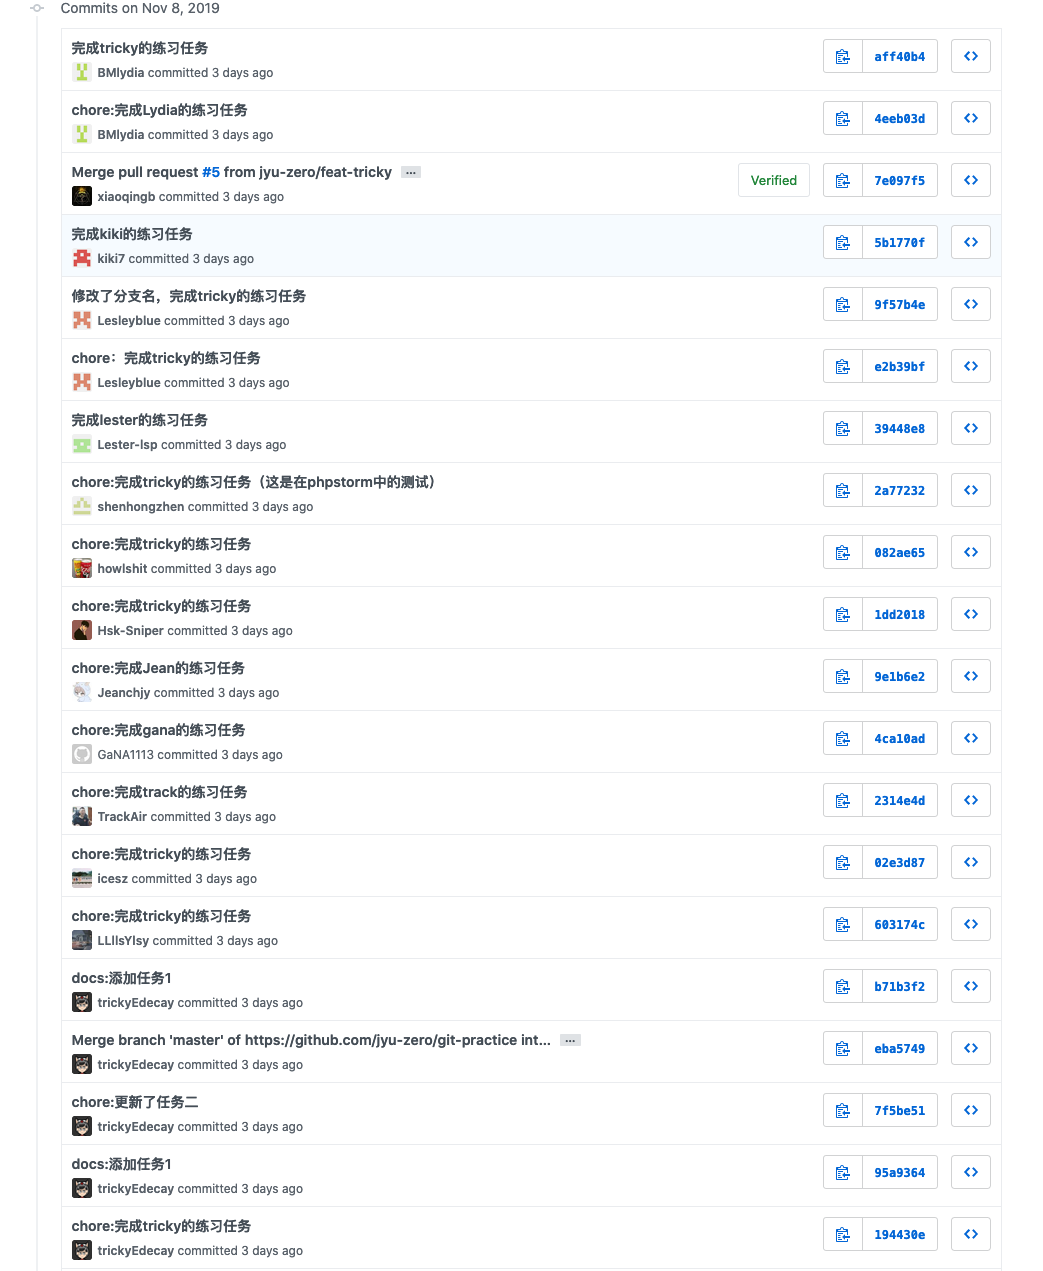 Commits on Nov 8, 2019
完成tricky的练习任务
BMlydia committed 3 days ago
aff40b4
chore:完成Lydia的练习任务
BMlydia committed 3 days ago
4eeb03d
Merge pull request #5 from jyu-zero/feat-tricky ...
xiaoqingb committed 3 days ago
Verified
7e097f5
完成kiki的练习任务
kiki7 committed 3 days ago
5b1770f
修改了分支名，完成tricky的练习任务
Lesleyblue committed 3 days ago
9f57b4e
chore：完成tricky的练习任务
Lesleyblue committed 3 days ago
e2b39bf
完成lester的练习任务
Lester-lsp committed 3 days ago
39448e8
chore:完成tricky的练习任务（这是在phpstorm中的测试）
shenhongzhen committed 3 days ago
2a77232
chore:完成tricky的练习任务
howlshit committed 3 days ago
082ae65
chore:完成tricky的练习任务
Hsk-Sniper committed 3 days ago
1dd2018
chore:完成Jean的练习任务
Jeanchjy committed 3 days ago
9e1b6e2
chore:完成gana的练习任务
GaNA1113 committed 3 days ago
4ca10ad
chore:完成track的练习任务
TrackAir committed 3 days ago
2314e4d
chore:完成tricky的练习任务
icesz committed 3 days ago
02e3d87
chore:完成tricky的练习任务
LLIlsYlsy committed 3 days ago
603174c
docs:添加任务1
trickyEdecay committed 3 days ago
b71b3f2
Merge branch 'master' of https://github.com/jyu-zero/git-practice int... ...
trickyEdecay committed 3 days ago
eba5749
chore:更新了任务二
trickyEdecay committed 3 days ago
7f5be51
docs:添加任务1
trickyEdecay committed 3 days ago
95a9364
chore:完成tricky的练习任务
trickyEdecay committed 3 days ago
194430e